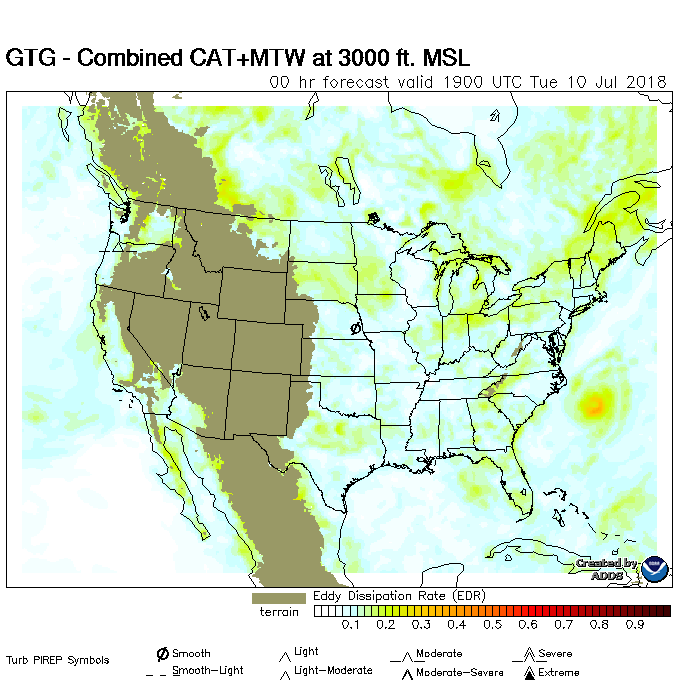 GTG - Combined CAT+MTW at 3000 ft. MSL
00 hr forecast valid 1900 UTC Tue 10 Jul 2018
Created by
ADDS
Eddy Dissipation Rate (EDR)
terrain
0.1 0.2 0.3 0.4 0.5 0.6 0.7 0.8 0.9
Turb PIREP Symbols
Smooth Light Moderate Severe
Smooth-Light Light-Moderate Moderate-Severe Extreme